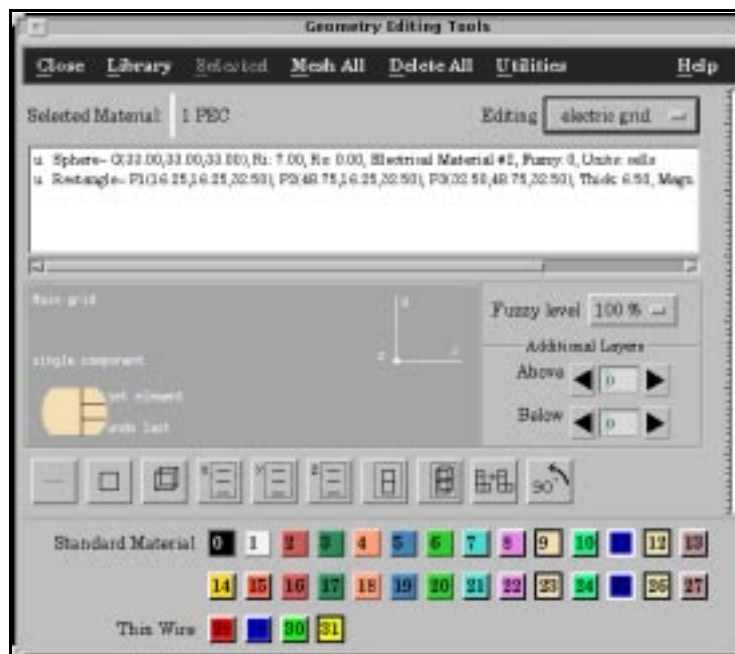 Geometry Editing Tools
Close Library Selected Mesh All Delete All Utilities Help
Selected Material: 1 PEC
Editing electric grid
u Sphere- C(33.00,33.00,33.00), Ri: 7.00, Ro: 0.00, Electrical Material #2, Fuzzy: 0, Units: cells
u Rectangle- P1(16.25,16.25,32.50), P2(48.75,16.25,32.50), P3(32.50,48.75,32.50), Thick: 6.50, Magn
Main grid
single component
set element
undo last
Fuzzy level 100 %
Additional Layers
Above 0
Below 0
x y z 90°
Standard Material 0 1 2 3 4 5 6 7 8 9 10 12 13
14 15 16 17 18 19 20 21 22 23 24 26 27
Thin Wire 30 31